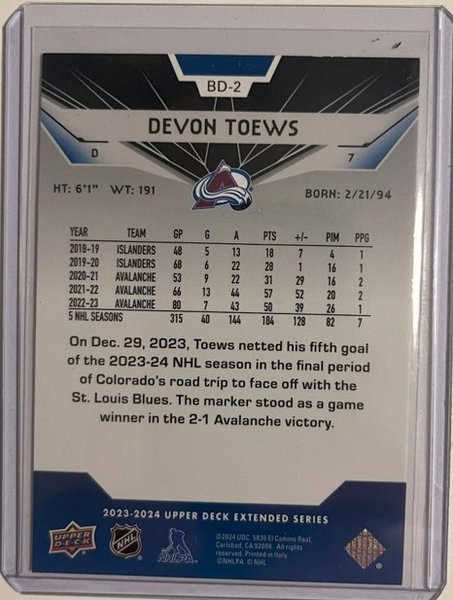 BD-2
DEVON TOEWS
D 7
HT: 6'1" WT: 191 BORN: 2/21/94
YEAR TEAM GP G A PTS +/- PIM PPG
2018-19 ISLANDERS 48 5 13 18 7 4 1
2019-20 ISLANDERS 68 6 22 28 1 16 1
2020-21 AVALANCHE 53 9 22 31 29 16 2
2021-22 AVALANCHE 66 13 44 57 52 20 2
2022-23 AVALANCHE 80 7 43 50 39 26 1
5 NHL SEASONS 315 40 144 184 128 82 7
On Dec. 29, 2023, Toews netted his fifth goal
of the 2023-24 NHL season in the final period
of Colorado's road trip to face off with the
St. Louis Blues. The marker stood as a game
winner in the 2-1 Avalanche victory.
2023-2024 UPPER DECK EXTENDED SERIES
UPPER
DECK
NHL
NHLPA
©2024 UDC. 5830 El Camino Real,
Carlsbad, CA 92008. All rights
reserved. Printed in Italy.
©NHLPA. © NHL